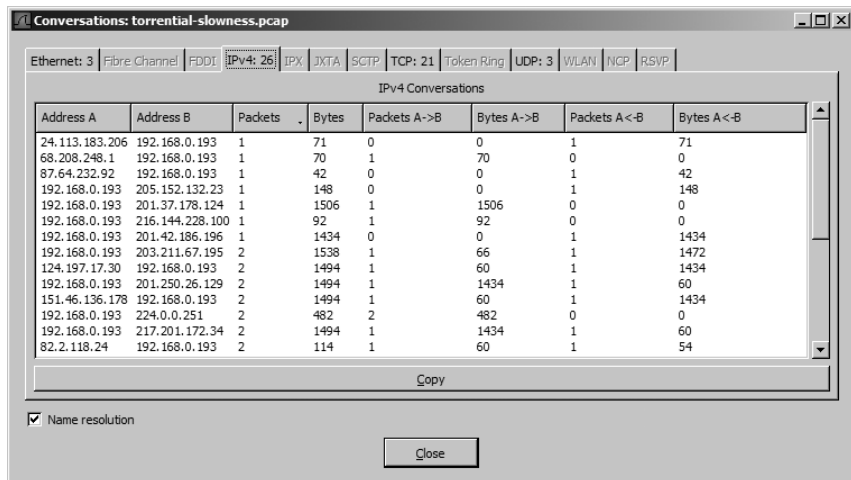 Conversations: torrential-slowness.pcap
Ethernet: 3 Fibre Channel FDDI IPv4: 26 IPX JXTA SCTP TCP: 21 Token Ring UDP: 3 WLAN NCP RSVP
IPv4 Conversations
Address A Address B Packets Bytes Packets A->B Bytes A->B Packets A<-B Bytes A<-B
24.113.183.206 192.168.0.193 1 71 0 0 1 71
68.208.248.1 192.168.0.193 1 70 1 70 0 0
87.64.232.92 192.168.0.193 1 42 0 0 1 42
192.168.0.193 205.152.132.23 1 148 0 0 1 148
192.168.0.193 201.37.178.124 1 1506 1 1506 0 0
192.168.0.193 216.144.228.100 1 92 1 92 0 0
192.168.0.193 201.42.186.196 1 1434 0 0 1 1434
192.168.0.193 203.211.67.195 2 1538 1 66 1 1472
124.197.17.30 192.168.0.193 2 1494 1 60 1 1434
192.168.0.193 201.250.26.129 2 1494 1 1434 1 60
151.46.136.178 192.168.0.193 2 1494 1 60 1 1434
192.168.0.193 224.0.0.251 2 482 2 482 0 0
192.168.0.193 217.201.172.34 2 1494 1 1434 1 60
82.2.118.24 192.168.0.193 2 114 1 60 1 54
Copy
Name resolution
Close